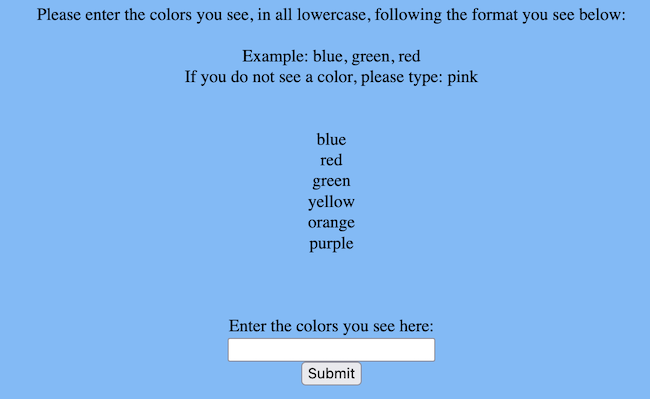 Please enter the colors you see, in all lowercase, following the format you see below:
Example: blue, green, red
If you do not see a color, please type: pink
blue
red
green
yellow
orange
purple
Enter the colors you see here:
Submit